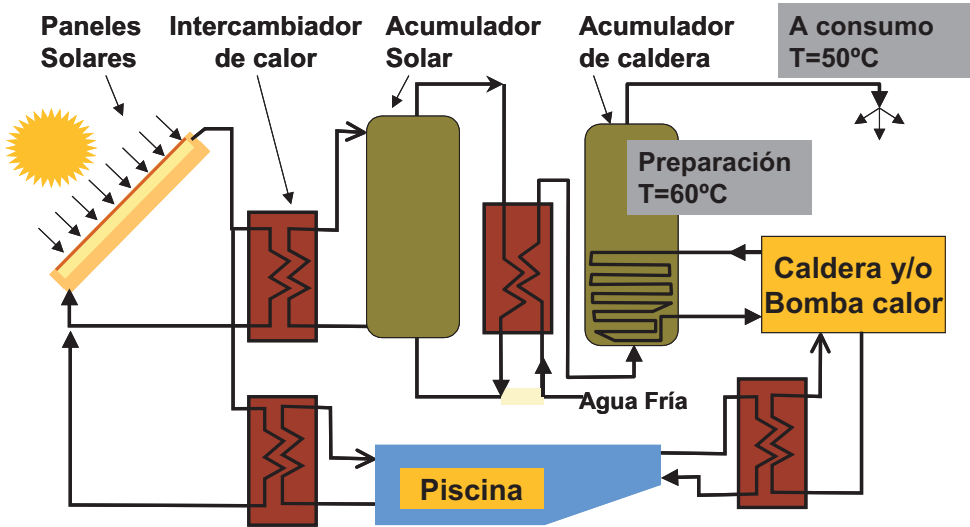 Paneles
Solares
Intercambiador
de calor
Acumulador
Solar
Acumulador
de caldera
A consumo
T=50ºC
Preparación
T=60ºC
Caldera y/o
Bomba calor
Agua Fría
Piscina